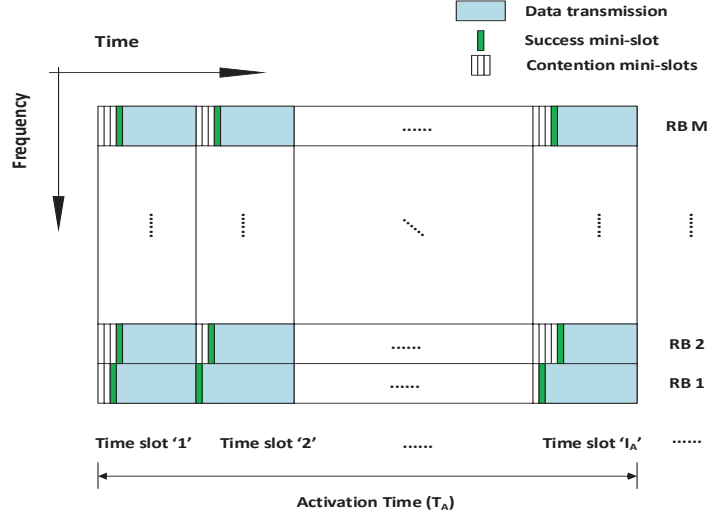 Data transmission
Success mini-slot
Contention mini-slots
Time
Frequency
...... RB M
......
......
......
......
......
...... RB 2
...... RB 1
Time slot ‘1’ Time slot ‘2’ ...... Time slot ‘I_A’ ......
Activation Time (T_A)